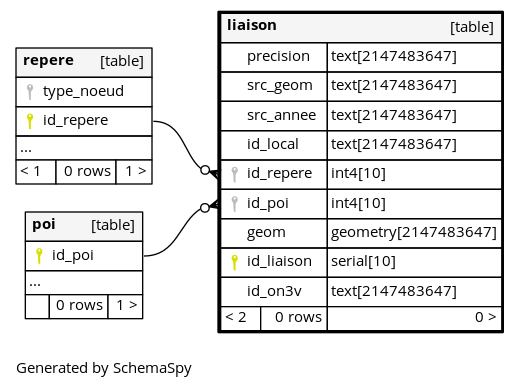 repere [table]
type_noeud
id_repere
...
< 1 0 rows 1 >
poi [table]
id_poi
...
0 rows 1 >
liaison [table]
precision text[2147483647]
src_geom text[2147483647]
src_annee text[2147483647]
id_local text[2147483647]
id_repere int4[10]
id_poi int4[10]
geom geometry[2147483647]
id_liaison serial[10]
id_on3v text[2147483647]
< 2 0 rows 0 >
Generated by SchemaSpy